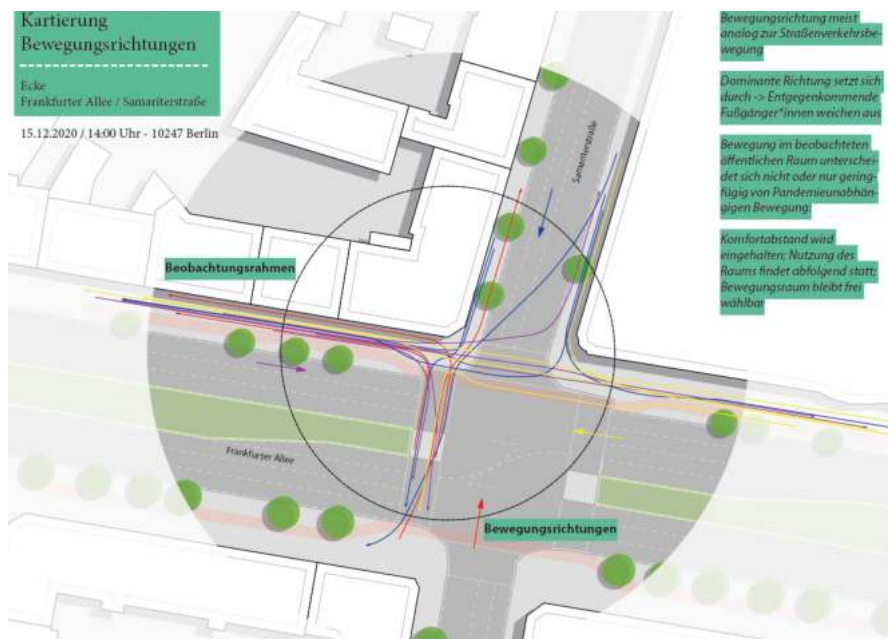 Kartierung
Bewegungsrichtungen
Ecke
Frankfurter Allee / Samariterstraße
15.12.2020 / 14:00 Uhr - 10247 Berlin
Bewegungsrichtung meist
analog zur Straßenverkehrsbe-
wegung
Dominante Richtung setzt sich
durch -> Entgegenkommende
Fußgänger*innen weichen aus
Bewegung im beobachteten
öffentlichen Raum unterschei-
det sich nicht oder nur gering-
fügig von Pandemieunabhän-
gigen Bewegung:
Komfortabstand wird
eingehalten; Nutzung des
Raums findet abfolgend statt;
Bewegungsraum bleibt frei
wählbar
Samariterstraße
Beobachtungsrahmen
Frankfurter Allee
Bewegungsrichtungen